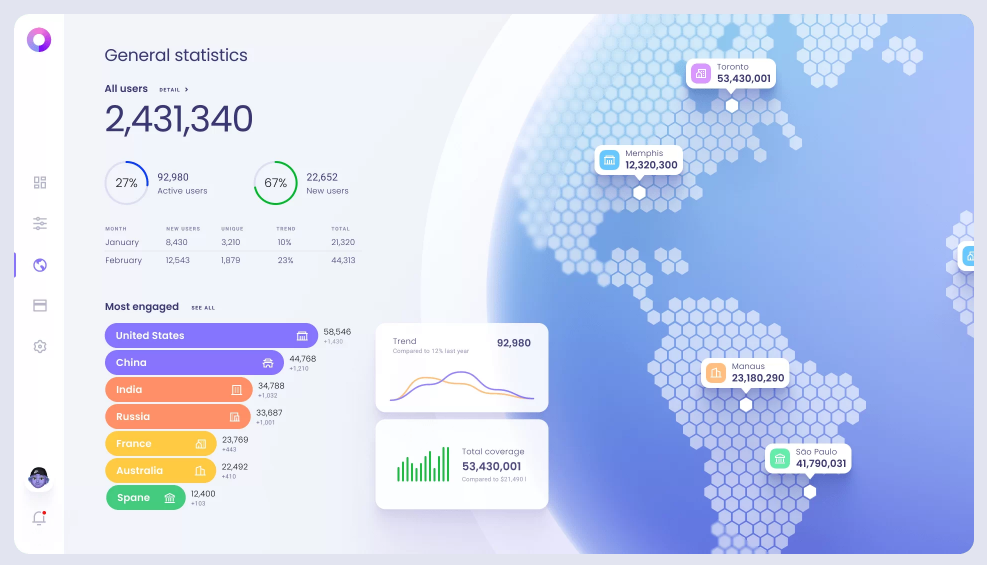 General statistics
All users DETAIL >
2,431,340
27% 92,980 Active users
67% 22,652 New users
MONTH NEW USERS UNIQUE TREND TOTAL
January 8,430 3,210 10% 21,320
February 12,543 1,879 23% 44,313
Most engaged SEE ALL
United States 58,546
+1,430
China 44,768
+1,210
India 34,788
+1,032
Russia 33,687
+1,001
France 23,769
+443
Australia 22,492
+410
Spane 12,400
+103
Trend 92,980
Compared to 12% last year
Total coverage
53,430,001
Compared to $21,490 l
Toronto
53,430,001
Memphis
12,320,300
Manaus
23,180,290
São Paulo
41,790,031